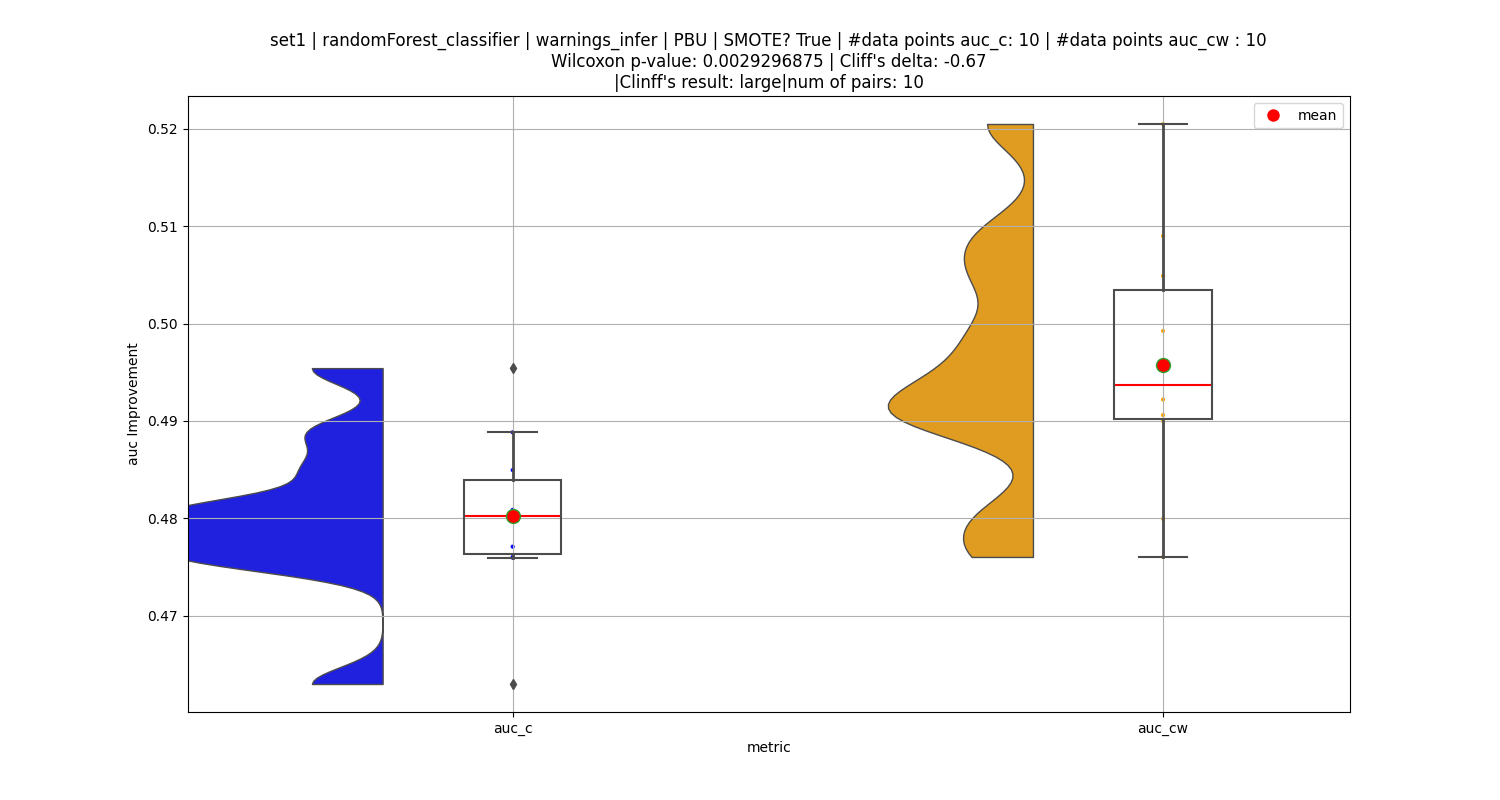 set1 | randomForest_classifier | warnings_infer | PBU | SMOTE? True | #data points auc_c: 10 | #data points auc_cw : 10
Wilcoxon p-value: 0.0029296875 | Cliff's delta: -0.67
|Clinff's result: large|num of pairs: 10
mean
0.52
0.51
0.50
0.49
0.48
0.47
auc Improvement
auc_c
auc_cw
metric